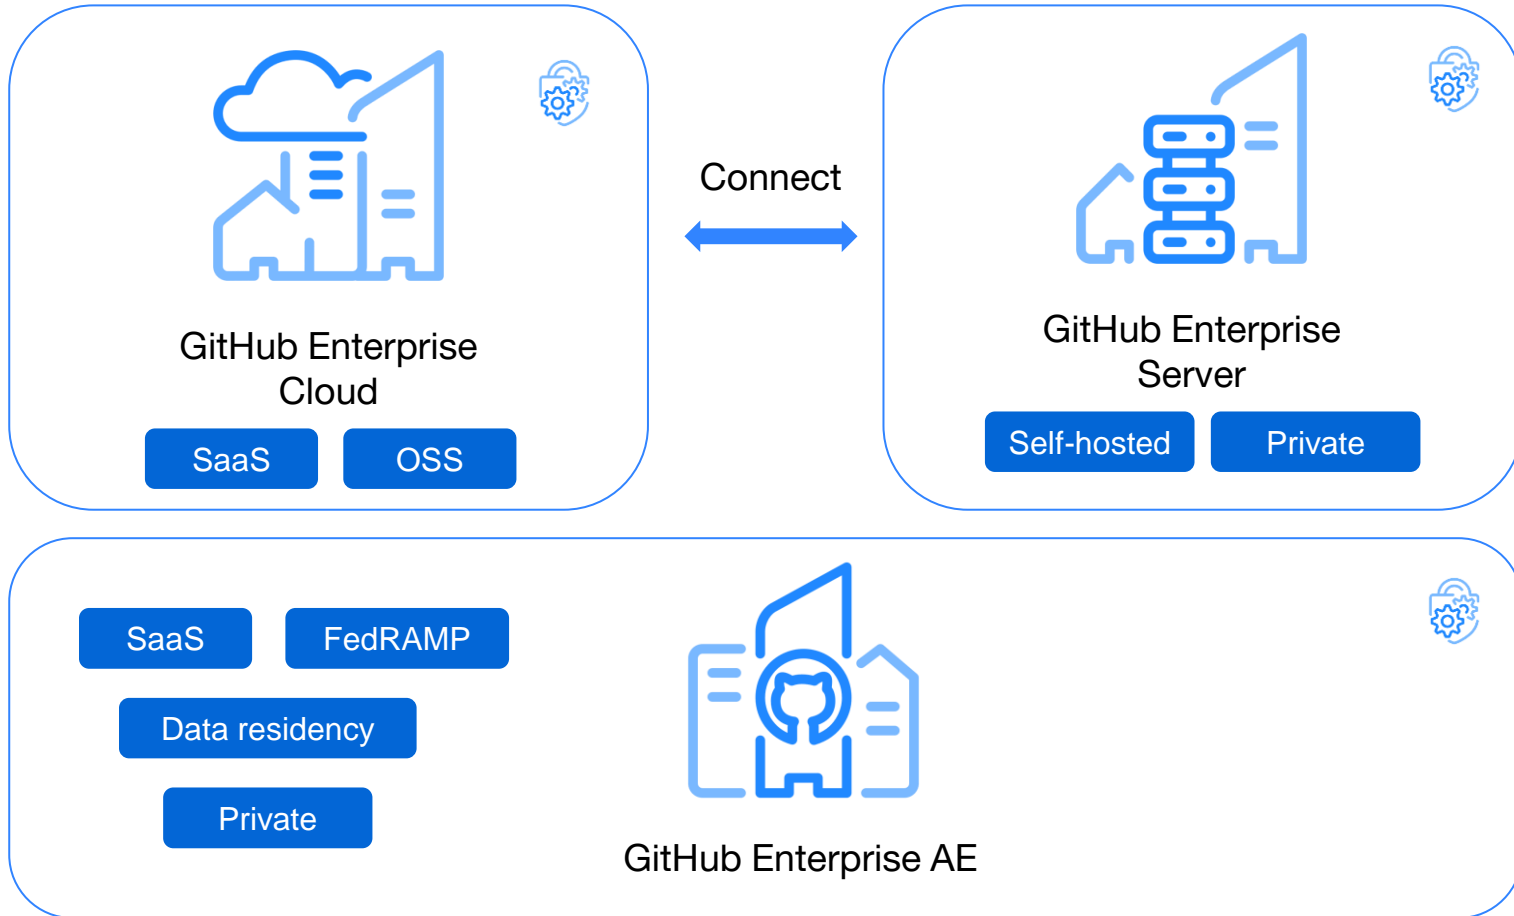 GitHub Enterprise
Cloud
SaaS
OSS
Connect
GitHub Enterprise
Server
Self-hosted
Private
SaaS
FedRAMP
Data residency
Private
GitHub Enterprise AE